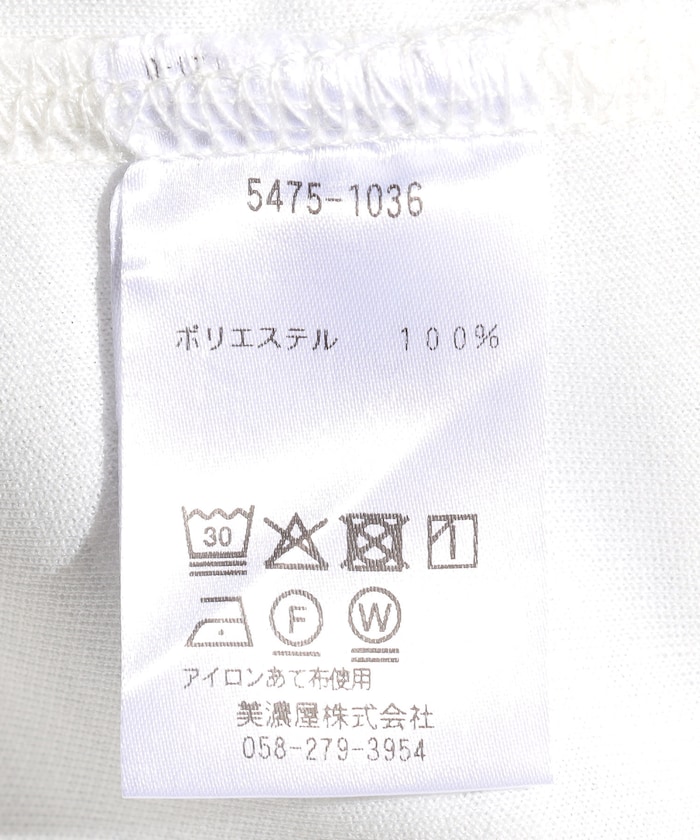 5475-1036
ポリエステル 100%
30
F W
アイロンあて布使用
美濃屋株式会社
058-279-3954